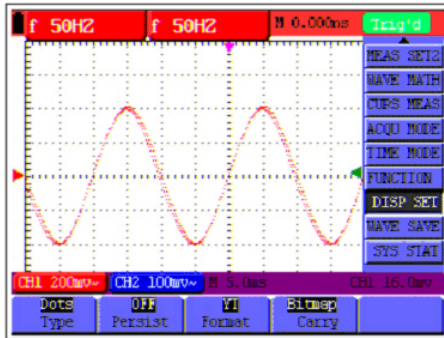 f 50HZ f 50HZ M 0.000ms Trig'd
MEAS SET2
WAVE MATH
CURS MEAS
ACQU MODE
TIME MODE
FUNCTION
DISP SET
WAVE SAVE
SYS STAT
CH1 200mv~ CH2 100mv~ M 5.0ms CH1 16.0mv
Dots OFF YT Bitmap
Type Persist Format Carry